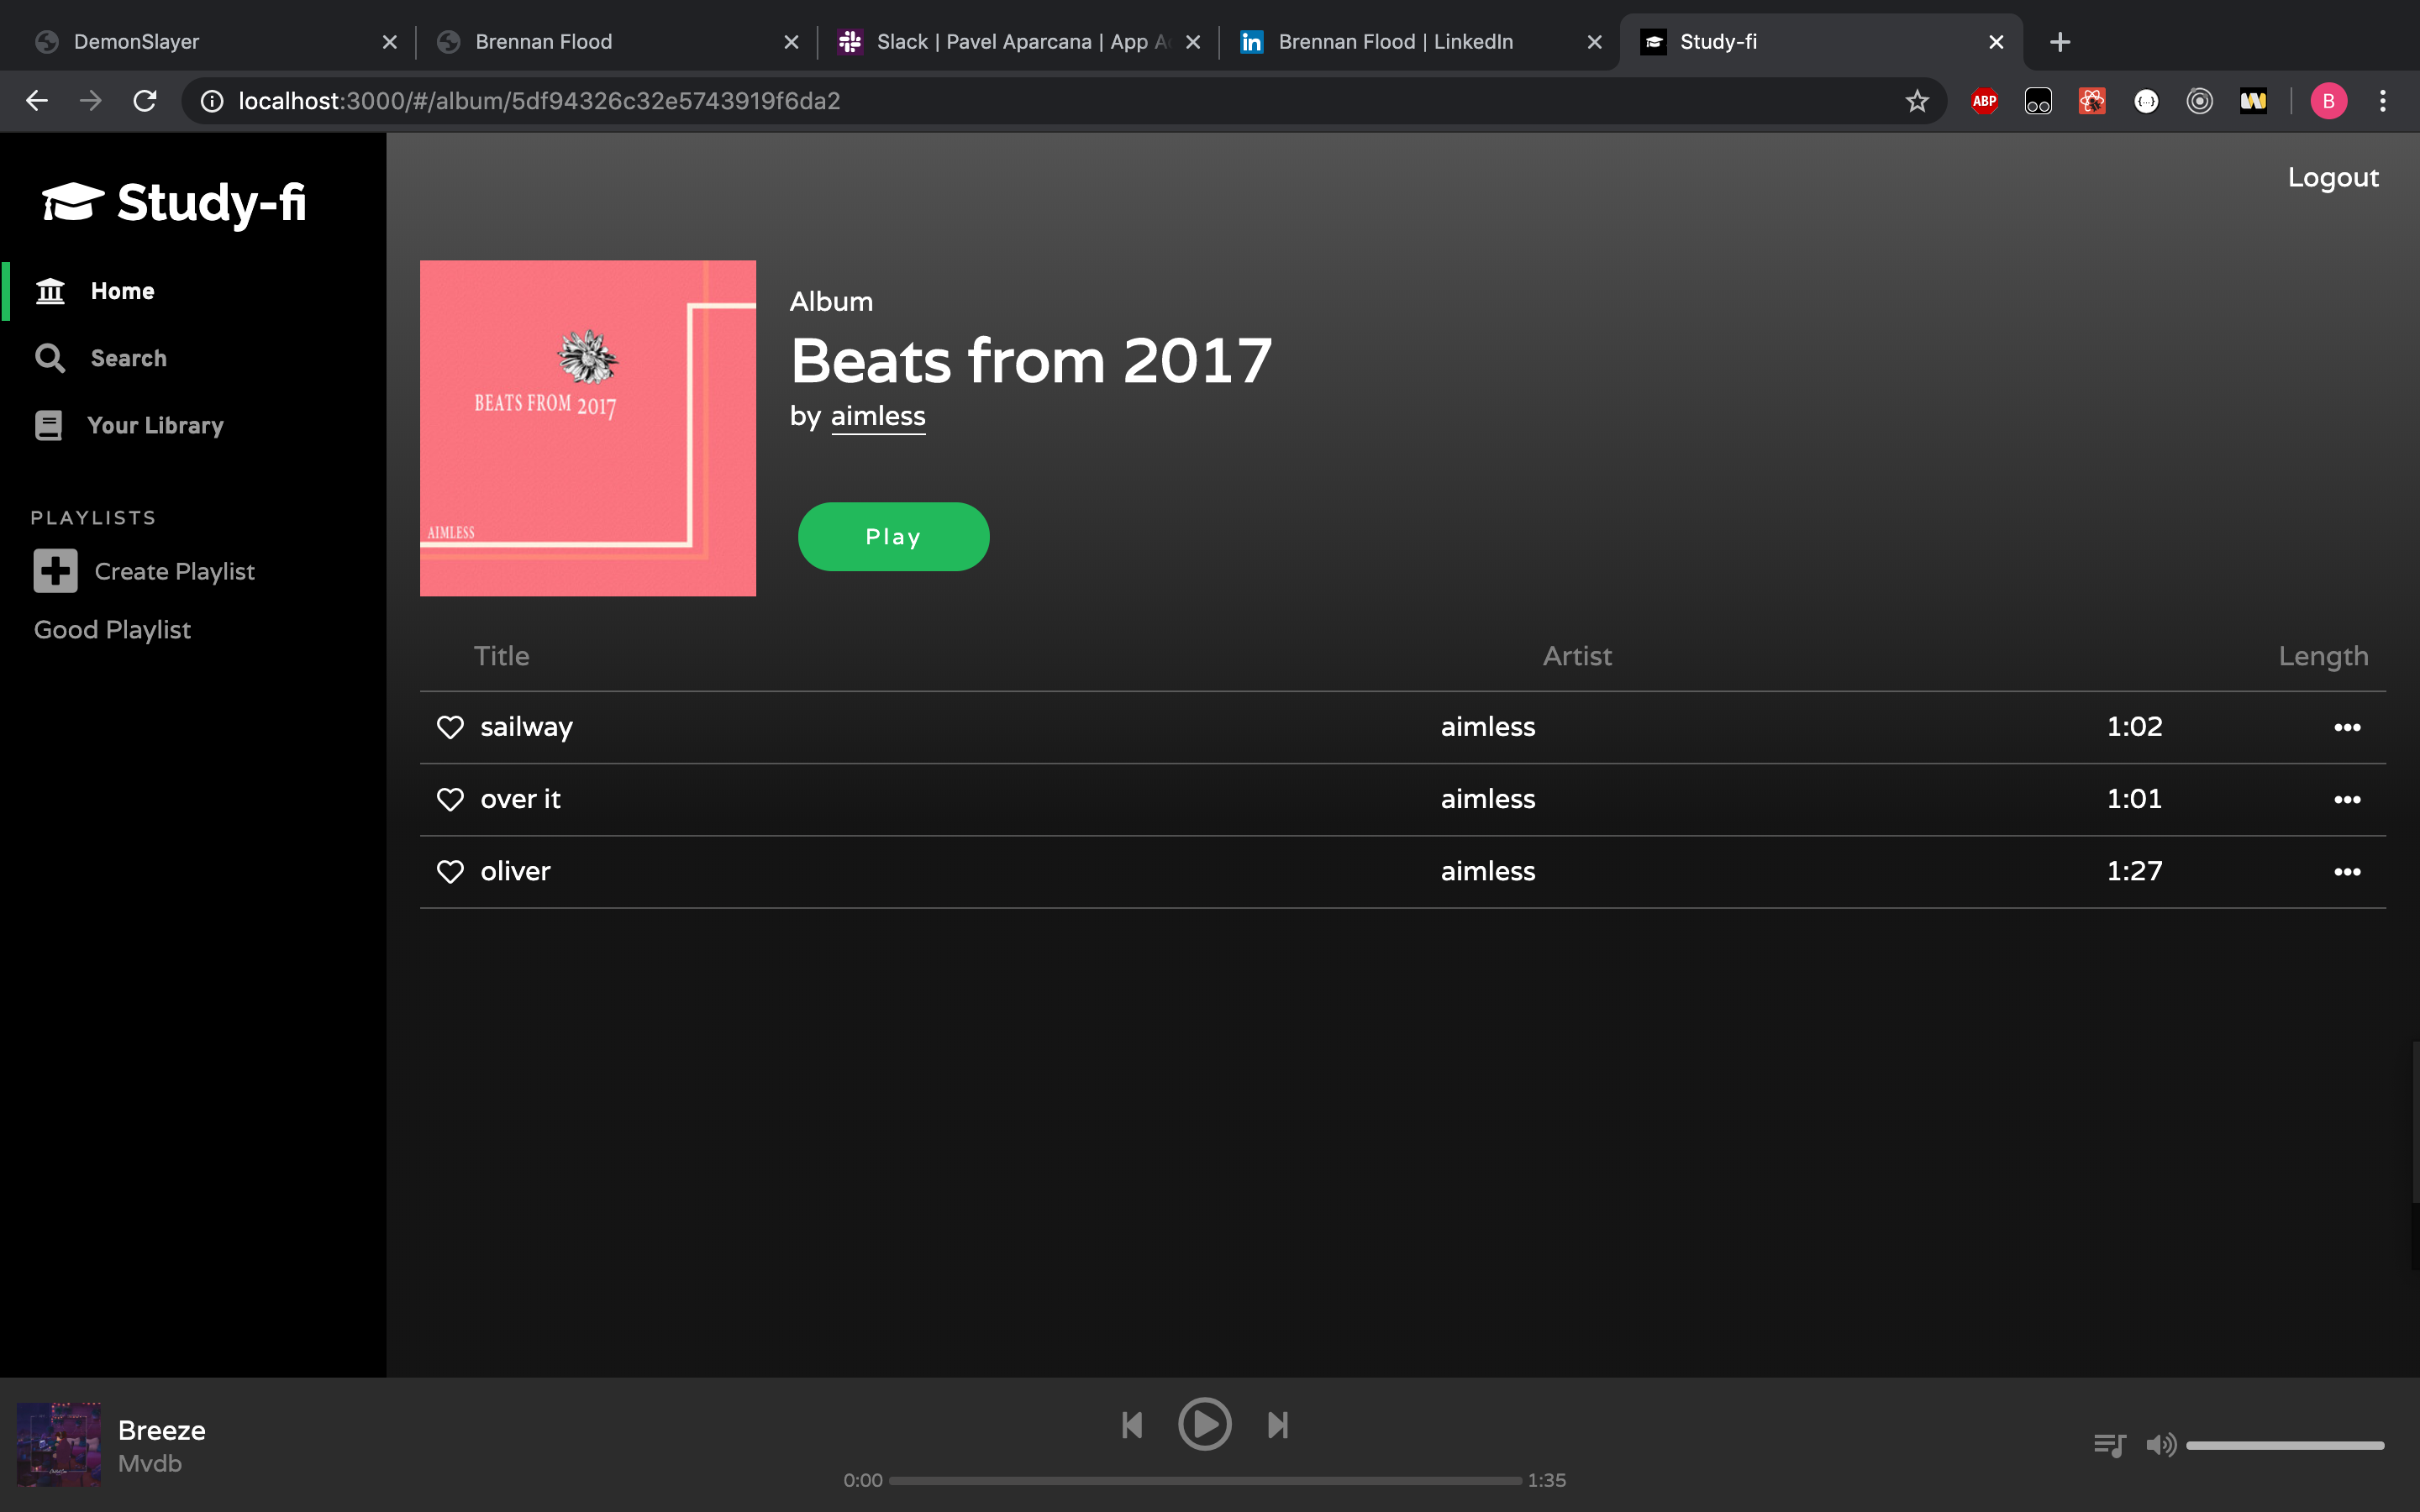 DemonSlayer
Brennan Flood
Slack | Pavel Aparcana | App A
Brennan Flood | LinkedIn
Study-fi
localhost:3000/#/album/5df94326c32e5743919f6da2
ABP
B
Study-fi
Logout
Home
Search
Your Library
PLAYLISTS
Create Playlist
Good Playlist
BEATS FROM 2017
AIMLESS
Album
Beats from 2017
by aimless
Play
Title Artist Length
sailway aimless 1:02
over it aimless 1:01
oliver aimless 1:27
Breeze
Mvdb
0:00 1:35